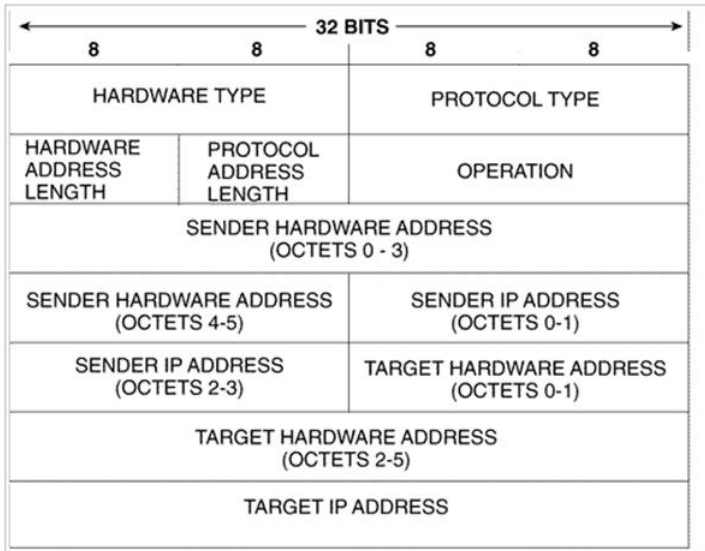 32 BITS
8 8 8 8
HARDWARE TYPE PROTOCOL TYPE
HARDWARE
ADDRESS
LENGTH
PROTOCOL
ADDRESS
LENGTH
OPERATION
SENDER HARDWARE ADDRESS
(OCTETS 0 - 3)
SENDER HARDWARE ADDRESS
(OCTETS 4-5)
SENDER IP ADDRESS
(OCTETS 0-1)
SENDER IP ADDRESS
(OCTETS 2-3)
TARGET HARDWARE ADDRESS
(OCTETS 0-1)
TARGET HARDWARE ADDRESS
(OCTETS 2-5)
TARGET IP ADDRESS